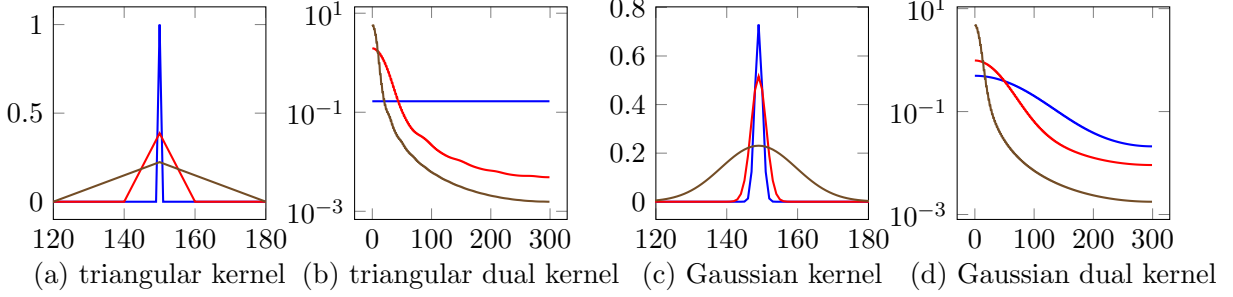 1
0.5
0
120 140 160 180
(a) triangular kernel
10^1
10^−1
10^−3
0 100 200 300
(b) triangular dual kernel
0.8
0.6
0.4
0.2
0
120 140 160 180
(c) Gaussian kernel
10^1
10^−1
10^−3
0 100 200 300
(d) Gaussian dual kernel